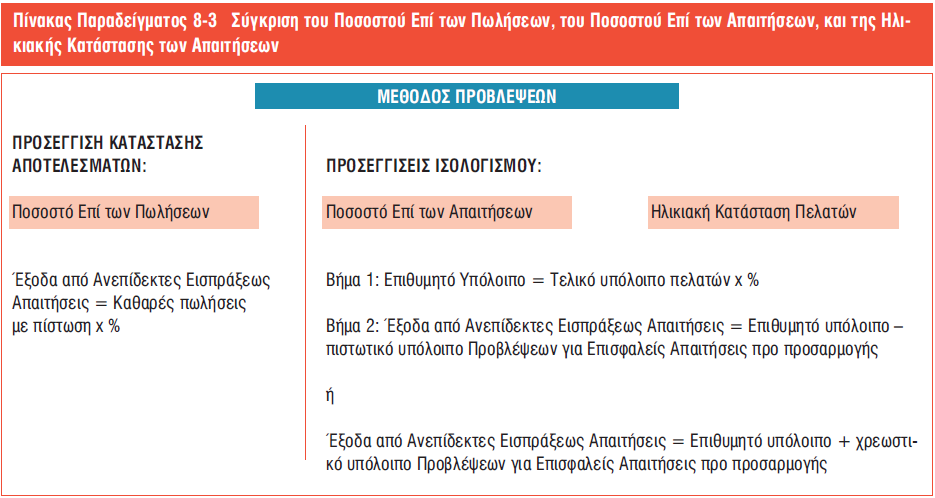 Πίνακας Παραδείγματος 8-3 Σύγκριση του Ποσοστού Επί των Πωλήσεων, του Ποσοστού Επί των Απαιτήσεων, και της Ηλι-
κιακής Κατάστασης των Απαιτήσεων
ΜΕΘΟΔΟΣ ΠΡΟΒΛΕΨΕΩΝ
ΠΡΟΣΕΓΓΙΣΗ ΚΑΤΑΣΤΑΣΗΣ
ΑΠΟΤΕΛΕΣΜΑΤΩΝ:
Ποσοστό Επί των Πωλήσεων
Έξοδα από Ανεπίδεκτες Εισπράξεως
Απαιτήσεις = Καθαρές πωλήσεις
με πίστωση x %
ΠΡΟΣΕΓΓΙΣΕΙΣ ΙΣΟΛΟΓΙΣΜΟΥ:
Ποσοστό Επί των Απαιτήσεων
Ηλικιακή Κατάσταση Πελατών
Βήμα 1: Επιθυμητό Υπόλοιπο = Τελικό υπόλοιπο πελατών x %
Βήμα 2: Έξοδα από Ανεπίδεκτες Εισπράξεως Απαιτήσεις = Επιθυμητό υπόλοιπο –
πιστωτικό υπόλοιπο Προβλέψεων για Επισφαλείς Απαιτήσεις προ προσαρμογής
ή
Έξοδα από Ανεπίδεκτες Εισπράξεως Απαιτήσεις = Επιθυμητό υπόλοιπο + χρεωστι-
κό υπόλοιπο Προβλέψεων για Επισφαλείς Απαιτήσεις προ προσαρμογής